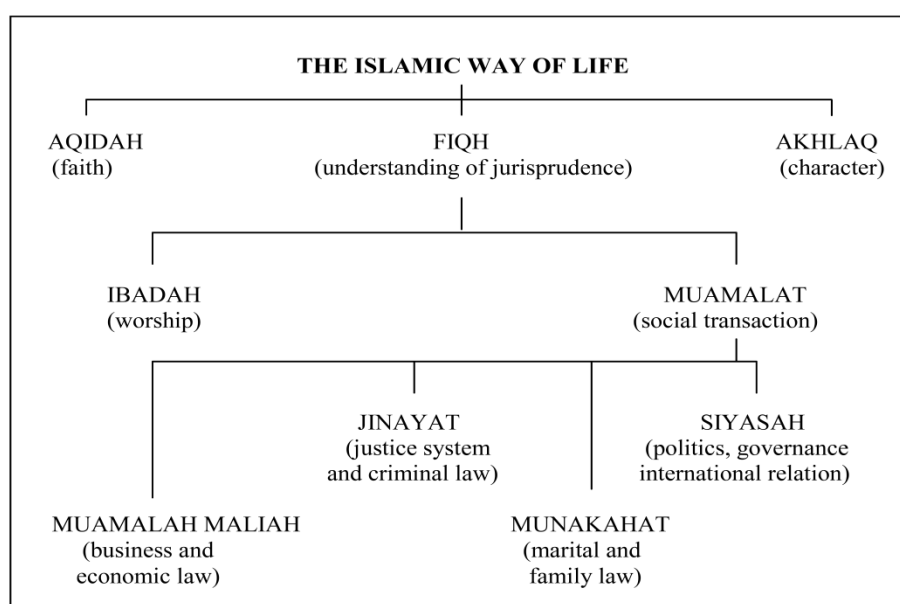 THE ISLAMIC WAY OF LIFE
AQIDAH
(faith)
FIQH
(understanding of jurisprudence)
AKHLAQ
(character)
IBADAH
(worship)
MUAMALAT
(social transaction)
JINAYAT
(justice system
and criminal law)
SIYASAH
(politics, governance
international relation)
MUAMALAH MALIAH
(business and
economic law)
MUNAKAHAT
(marital and
family law)